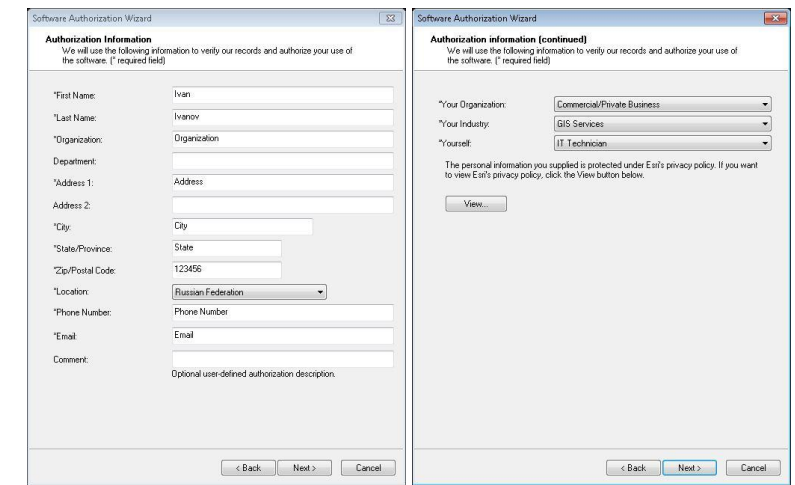 Software Authorization Wizard
Authorization Information
We will use the following information to verify our records and authorize your use of
the software. (* required field)
*First Name: Ivan
*Last Name: Ivanov
*Organization: Organization
Department:
*Address 1: Address
Address 2:
*City: City
*State/Province: State
*Zip/Postal Code: 123456
*Location: Russian Federation
*Phone Number: Phone Number
*Email: Email
Comment:
Optional user-defined authorization description.
< Back Next > Cancel
Software Authorization Wizard
Authorization information (continued)
We will use the following information to verify our records and authorize your use of
the software. (* required field)
*Your Organization: Commercial/Private Business
*Your Industry: GIS Services
*Yourself: IT Technician
The personal information you supplied is protected under Esri's privacy policy. If you want
to view Esri's privacy policy, click the View button below.
View...
< Back Next > Cancel